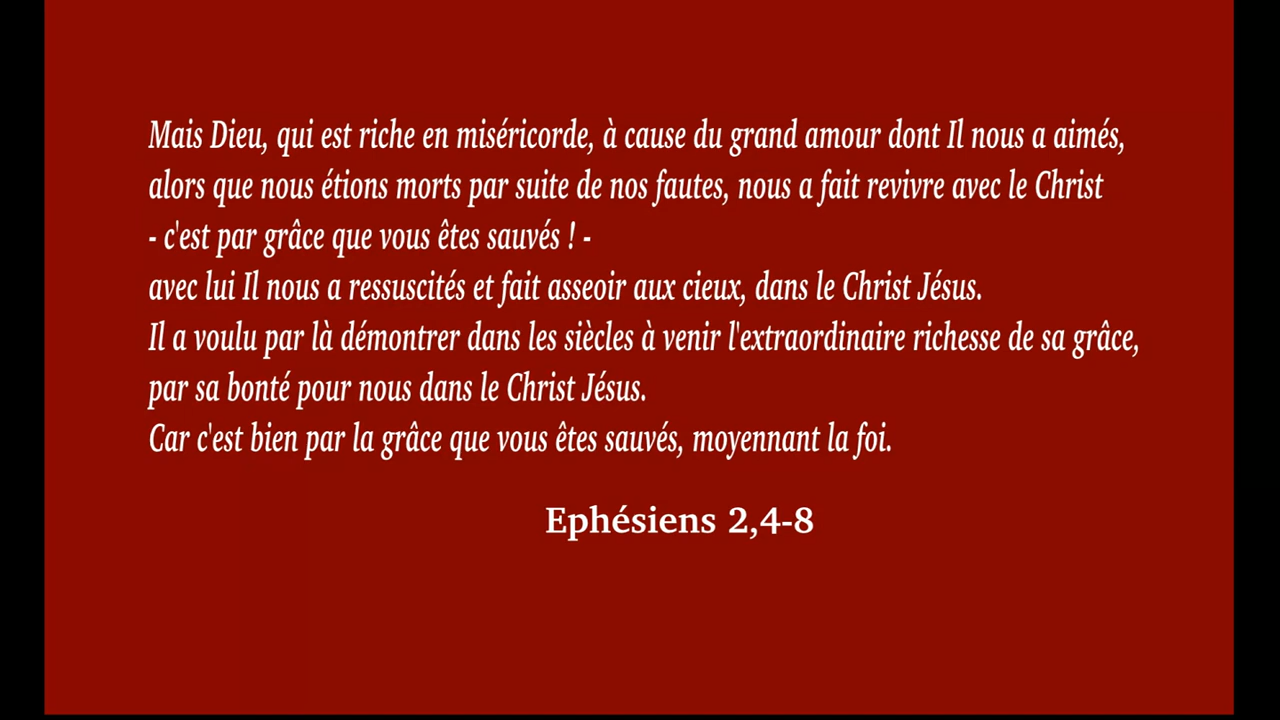 Mais Dieu, qui est riche en miséricorde, à cause du grand amour dont Il nous a aimés,
alors que nous étions morts par suite de nos fautes, nous a fait revivre avec le Christ
- c'est par grâce que vous êtes sauvés ! -
avec lui Il nous a ressuscités et fait asseoir aux cieux, dans le Christ Jésus.
Il a voulu par là démontrer dans les siècles à venir l'extraordinaire richesse de sa grâce,
par sa bonté pour nous dans le Christ Jésus.
Car c'est bien par la grâce que vous êtes sauvés, moyennant la foi.
Ephésiens 2,4-8